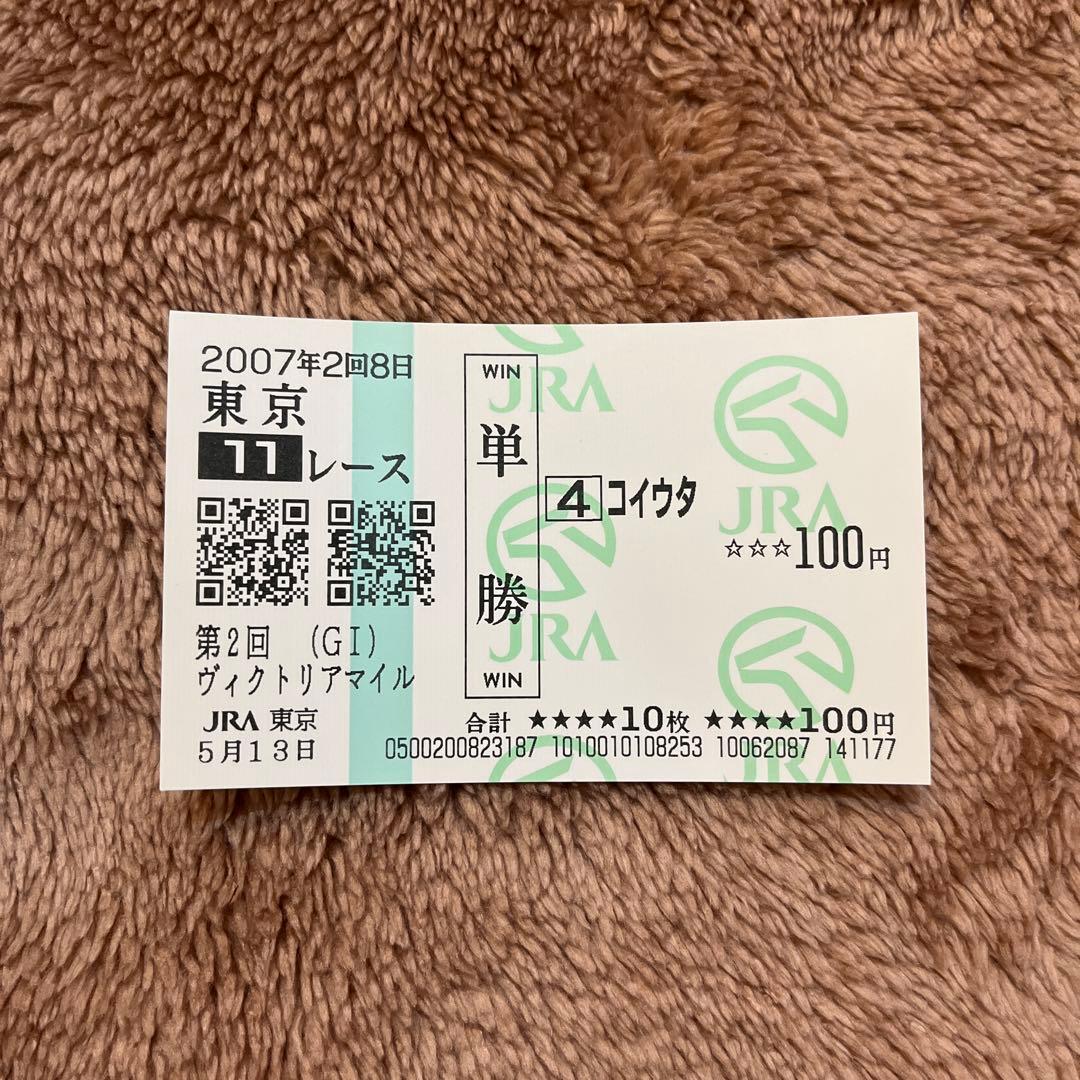 2007年2回8日
東京
11レース
第2回 (GI)
ヴィクトリアマイル
JRA 東京
5月13日
WIN
単勝
WIN
4 コイウタ
☆☆☆100円
合計 ★★★★10枚 ★★★★100円
0500200823187 1010010108253 10062087 141177
JRA
JRA
JRA
JRA